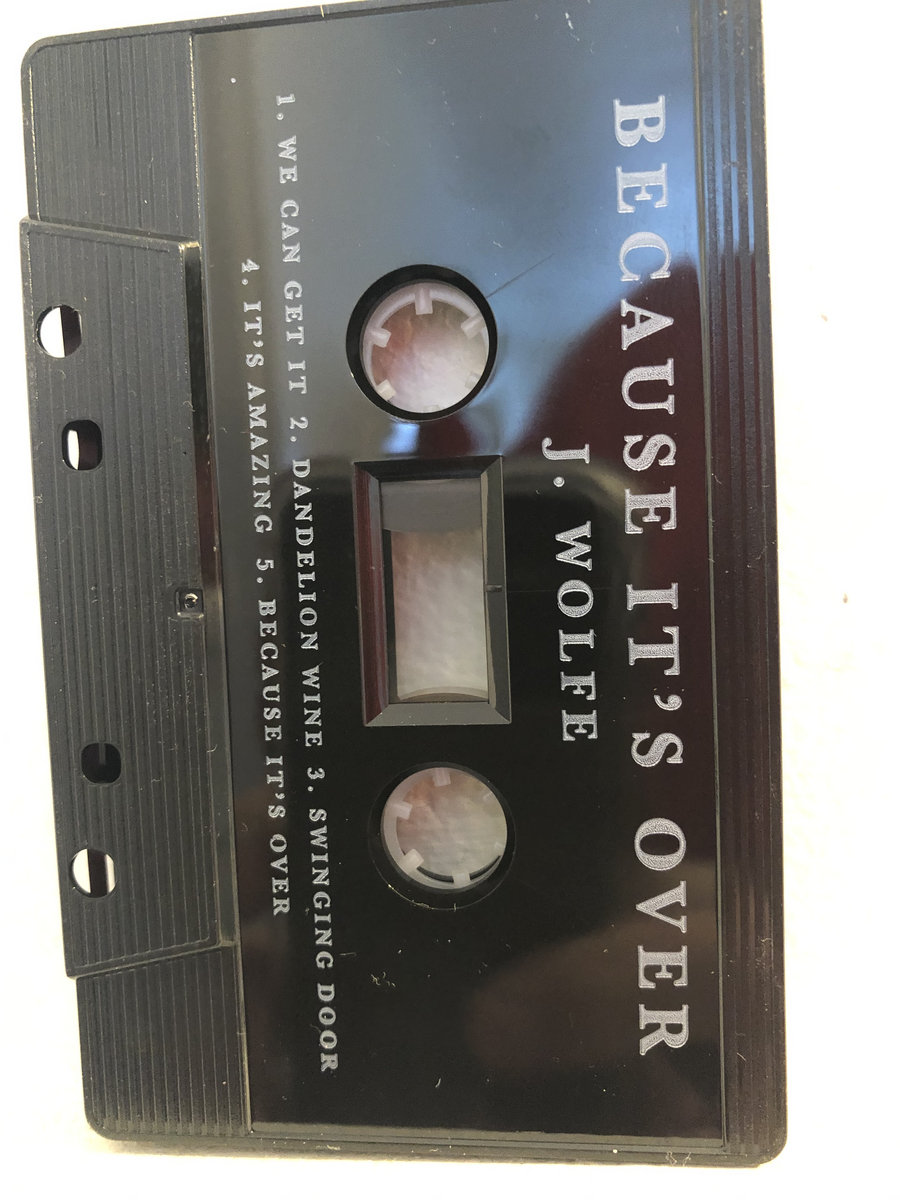 BECAUSE IT'S OVER
J. WOLFE
1. WE CAN GET IT 2. DANDELION WINE 3. SWINGING DOOR
4. IT'S AMAZING 5. BECAUSE IT'S OVER